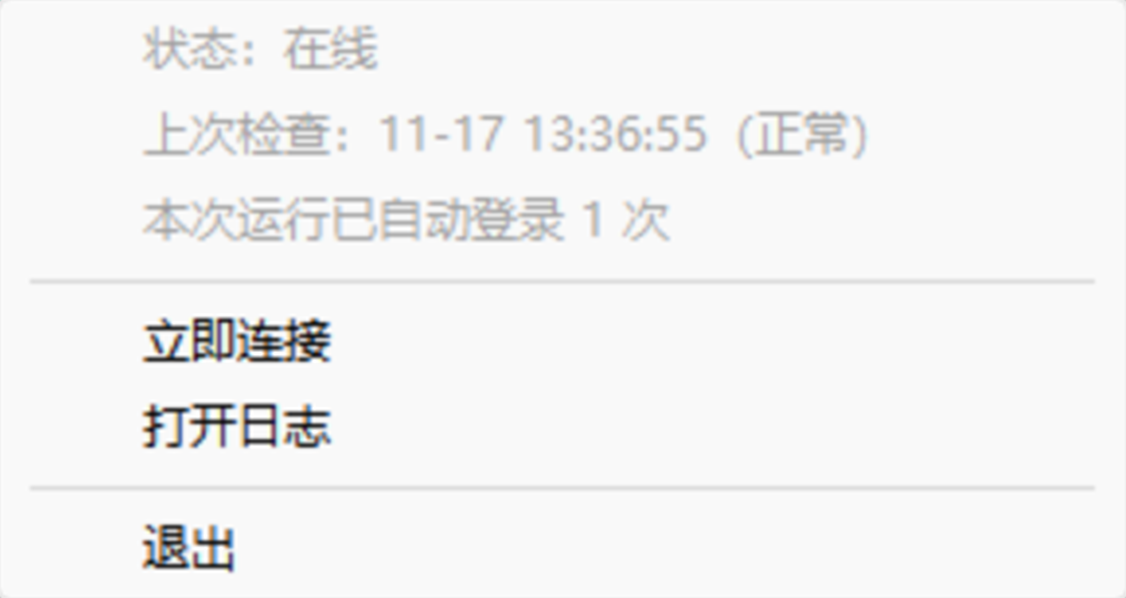 状态：在线
上次检查：11-17 13:36:55（正常）
本次运行已自动登录 1 次
立即连接
打开日志
退出